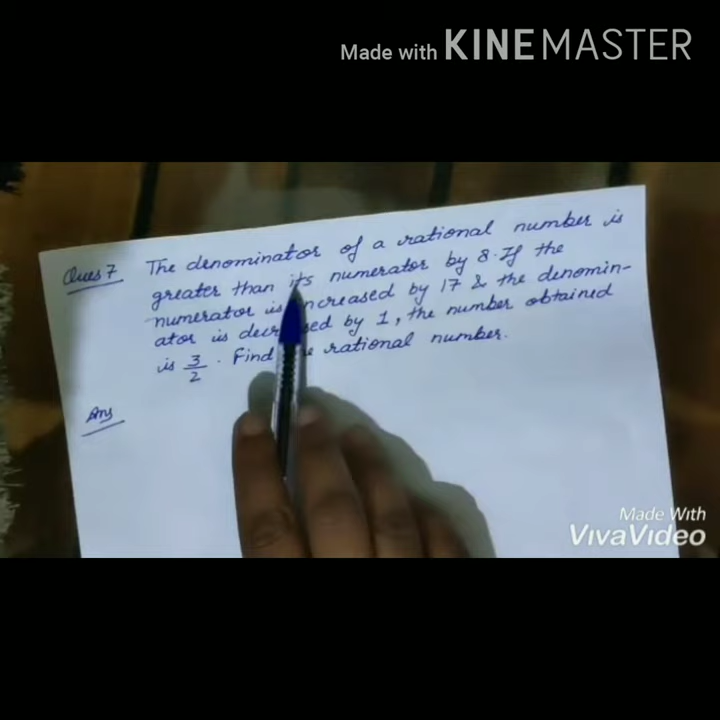 Made with KINEMASTER
Ques 7 The denominator of a rational number is
greater than its numerator by 8. If the
numerator is increased by 17 & the denomin-
ator is decr sed by 1, the number obtained
is 3/2. Find e rational number.
Ans
Made With
VivaVideo